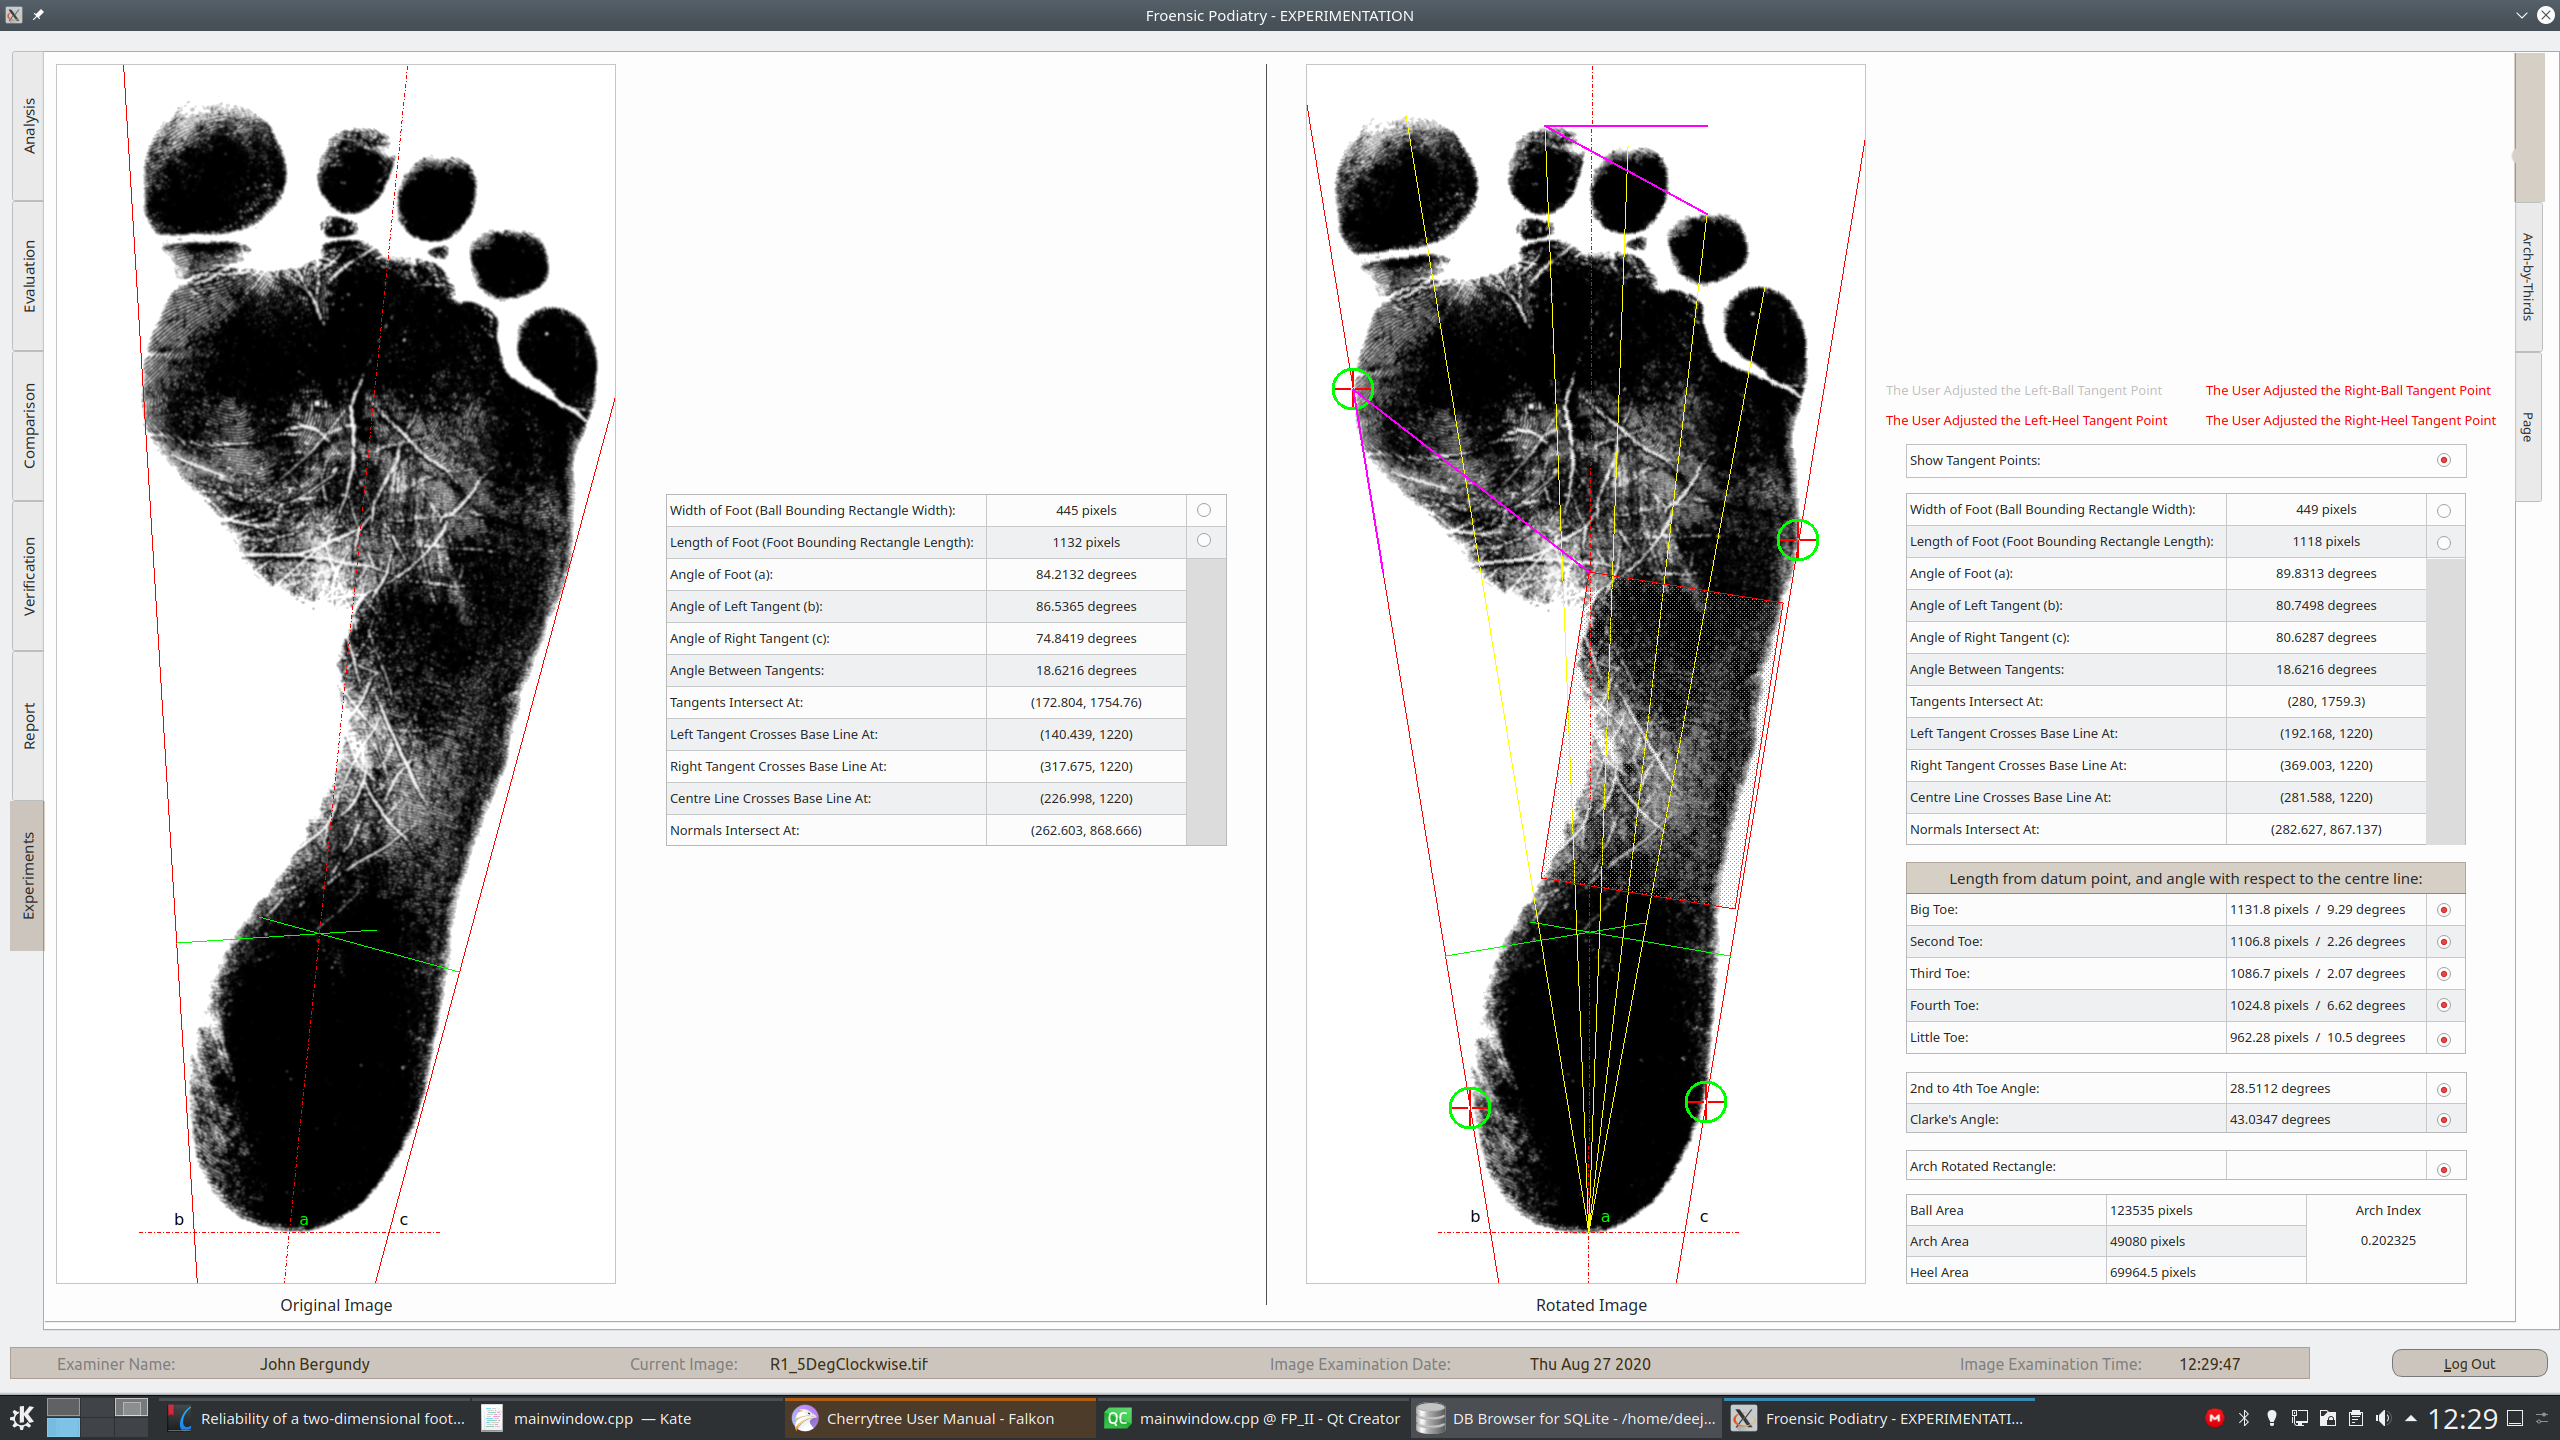 Froensic Podiatry - EXPERIMENTATION
Analysis
Evaluation
Comparison
Verification
Report
Experiments
b a c
Original Image
Width of Foot (Ball Bounding Rectangle Width): 445 pixels
Length of Foot (Foot Bounding Rectangle Length): 1132 pixels
Angle of Foot (a): 84.2132 degrees
Angle of Left Tangent (b): 86.5365 degrees
Angle of Right Tangent (c): 74.8419 degrees
Angle Between Tangents: 18.6216 degrees
Tangents Intersect At: (172.804, 1754.76)
Left Tangent Crosses Base Line At: (140.439, 1220)
Right Tangent Crosses Base Line At: (317.675, 1220)
Centre Line Crosses Base Line At: (226.998, 1220)
Normals Intersect At: (262.603, 868.666)
b a c
Rotated Image
The User Adjusted the Left-Ball Tangent Point The User Adjusted the Right-Ball Tangent Point
The User Adjusted the Left-Heel Tangent Point The User Adjusted the Right-Heel Tangent Point
Show Tangent Points:
Width of Foot (Ball Bounding Rectangle Width): 449 pixels
Length of Foot (Foot Bounding Rectangle Length): 1118 pixels
Angle of Foot (a): 89.8313 degrees
Angle of Left Tangent (b): 80.7498 degrees
Angle of Right Tangent (c): 80.6287 degrees
Angle Between Tangents: 18.6216 degrees
Tangents Intersect At: (280, 1759.3)
Left Tangent Crosses Base Line At: (192.168, 1220)
Right Tangent Crosses Base Line At: (369.003, 1220)
Centre Line Crosses Base Line At: (281.588, 1220)
Normals Intersect At: (282.627, 867.137)
Length from datum point, and angle with respect to the centre line:
Big Toe: 1131.8 pixels / 9.29 degrees
Second Toe: 1106.8 pixels / 2.26 degrees
Third Toe: 1086.7 pixels / 2.07 degrees
Fourth Toe: 1024.8 pixels / 6.62 degrees
Little Toe: 962.28 pixels / 10.5 degrees
2nd to 4th Toe Angle: 28.5112 degrees
Clarke's Angle: 43.0347 degrees
Arch Rotated Rectangle:
Ball Area 123535 pixels Arch Index
Arch Area 49080 pixels 0.202325
Heel Area 69964.5 pixels
Arch-by-Thirds
Page
Examiner Name: John Bergundy Current Image: R1_5DegClockwise.tif Image Examination Date: Thu Aug 27 2020 Image Examination Time: 12:29:47 Log Out
Reliability of a two-dimensional foot... mainwindow.cpp — Kate Cherrytree User Manual - Falkon QC mainwindow.cpp @ FP_II - Qt Creator DB Browser for SQLite - /home/deej... Froensic Podiatry - EXPERIMENTATI... 12:29